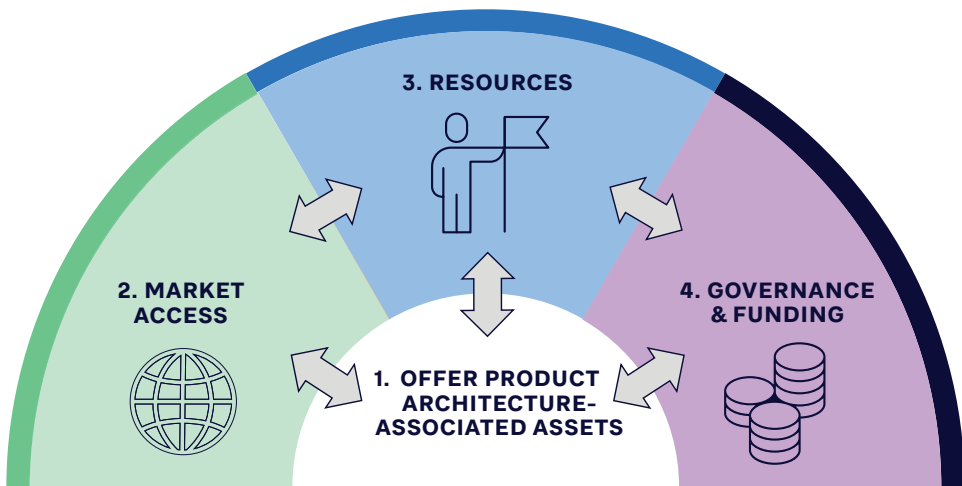 3. RESOURCES
2. MARKET
ACCESS
4. GOVERNANCE
& FUNDING
1. OFFER PRODUCT
ARCHITECTURE-
ASSOCIATED ASSETS